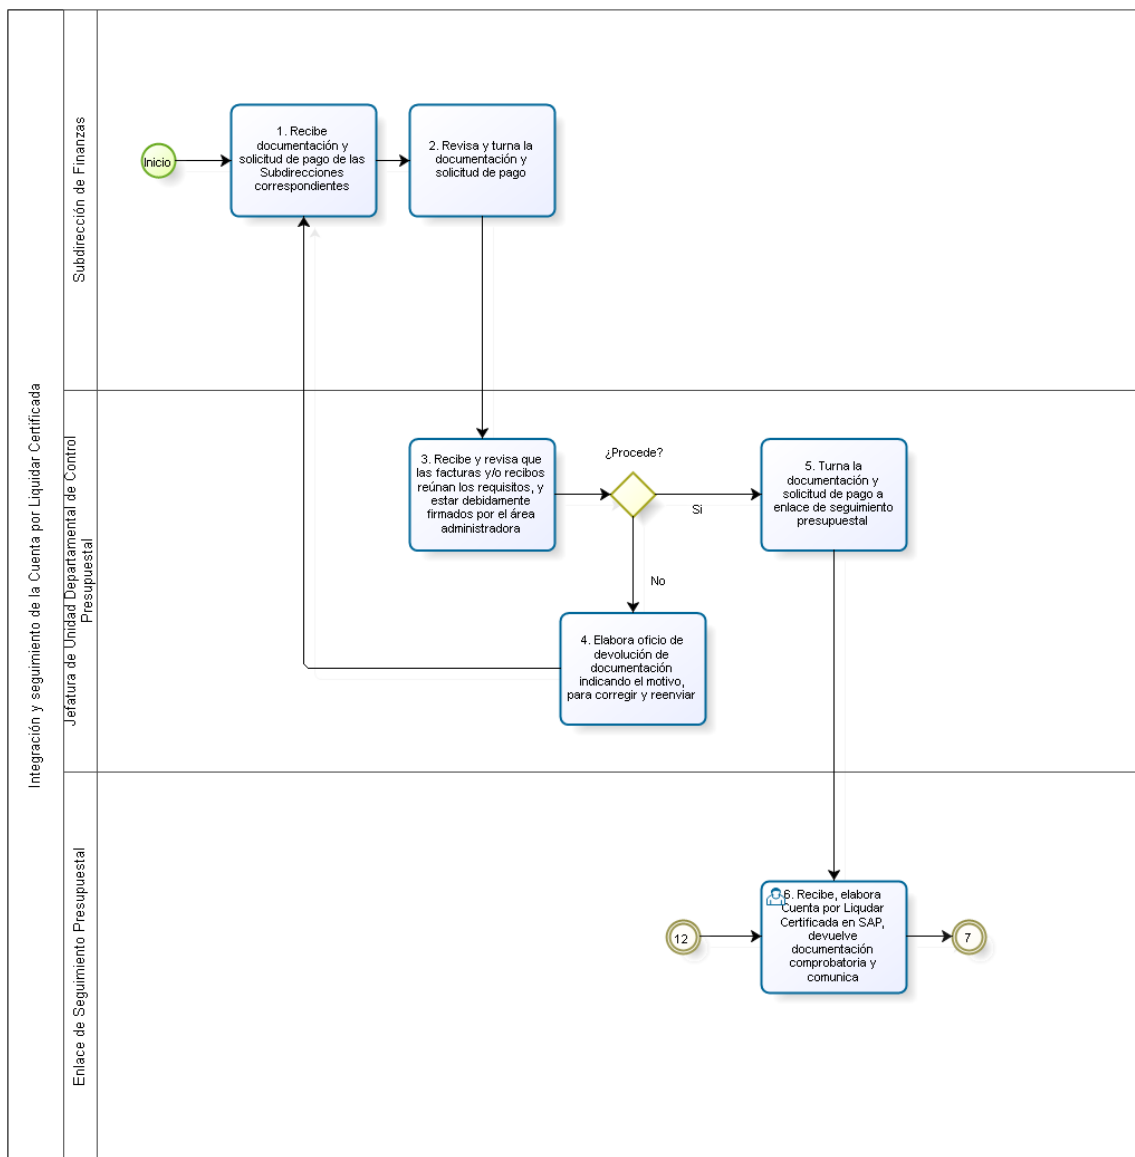 Integración y seguimiento de la Cuenta por Liquidar Certificada
Subdirección de Finanzas
Inicio
1. Recibe
documentación y
solicitud de pago de las
Subdirecciones
correspondientes
2. Revisa y turna la
documentación y
solicitud de pago
Jefatura de Unidad Departamental de Control
Presupuestal
3. Recibe y revisa que
las facturas y/o recibos
reúnan los requisitos, y
estar debidamente
firmados por el área
administradora
¿Procede?
Si
No
5. Turna la
documentación y
solicitud de pago a
enlace de seguimiento
presupuestal
4. Elabora oficio de
devolución de
documentación
indicando el motivo,
para corregir y reenviar
Enlace de Seguimiento Presupuestal
12
6. Recibe, elabora
Cuenta por Liqudar
Certificada en SAP,
devuelve
documentación
comprobatoria y
comunica
7